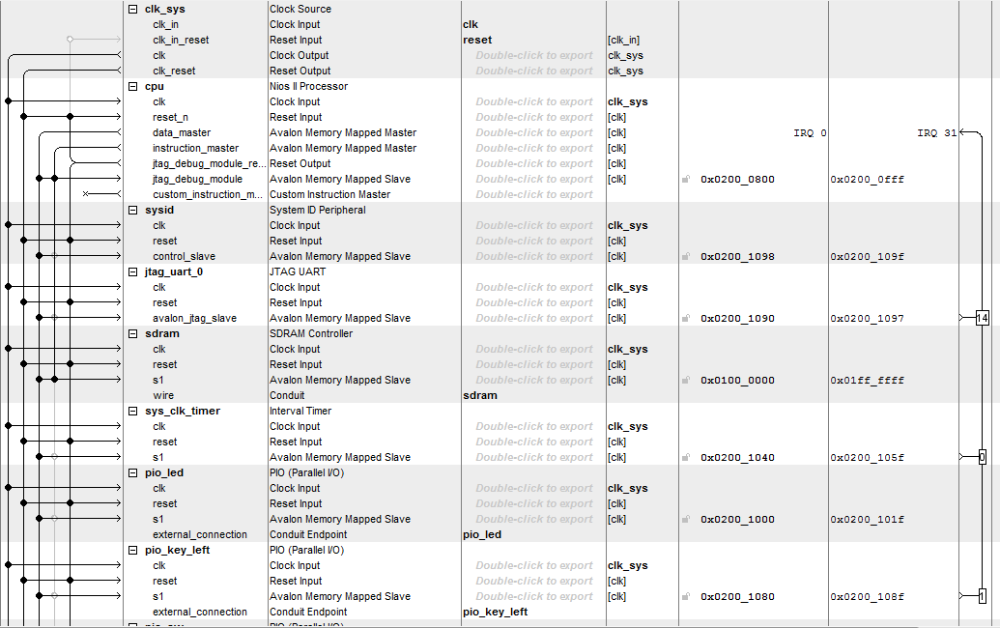 clk_sys Clock Source
clk_in Clock Input clk
clk_in_reset Reset Input reset [clk_in]
clk Clock Output Double-click to export clk_sys
clk_reset Reset Output Double-click to export clk_sys
cpu Nios II Processor
clk Clock Input Double-click to export clk_sys
reset_n Reset Input Double-click to export [clk]
data_master Avalon Memory Mapped Master Double-click to export [clk] IRQ 0 IRQ 31
instruction_master Avalon Memory Mapped Master Double-click to export [clk]
jtag_debug_module_re... Reset Output Double-click to export [clk]
jtag_debug_module Avalon Memory Mapped Slave Double-click to export [clk] 0x0200_0800 0x0200_0fff
custom_instruction_m... Custom Instruction Master Double-click to export
sysid System ID Peripheral
clk Clock Input Double-click to export clk_sys
reset Reset Input Double-click to export [clk]
control_slave Avalon Memory Mapped Slave Double-click to export [clk] 0x0200_1098 0x0200_109f
jtag_uart_0 JTAG UART
clk Clock Input Double-click to export clk_sys
reset Reset Input Double-click to export [clk]
avalon_jtag_slave Avalon Memory Mapped Slave Double-click to export [clk] 0x0200_1090 0x0200_1097 14
sdram SDRAM Controller
clk Clock Input Double-click to export clk_sys
reset Reset Input Double-click to export [clk]
s1 Avalon Memory Mapped Slave Double-click to export [clk] 0x0100_0000 0x01ff_ffff
wire Conduit sdram
sys_clk_timer Interval Timer
clk Clock Input Double-click to export clk_sys
reset Reset Input Double-click to export [clk]
s1 Avalon Memory Mapped Slave Double-click to export [clk] 0x0200_1040 0x0200_105f 0
pio_led PIO (Parallel I/O)
clk Clock Input Double-click to export clk_sys
reset Reset Input Double-click to export [clk]
s1 Avalon Memory Mapped Slave Double-click to export [clk] 0x0200_1000 0x0200_101f
external_connection Conduit Endpoint pio_led
pio_key_left PIO (Parallel I/O)
clk Clock Input Double-click to export clk_sys
reset Reset Input Double-click to export [clk]
s1 Avalon Memory Mapped Slave Double-click to export [clk] 0x0200_1080 0x0200_108f 1
external_connection Conduit Endpoint pio_key_left